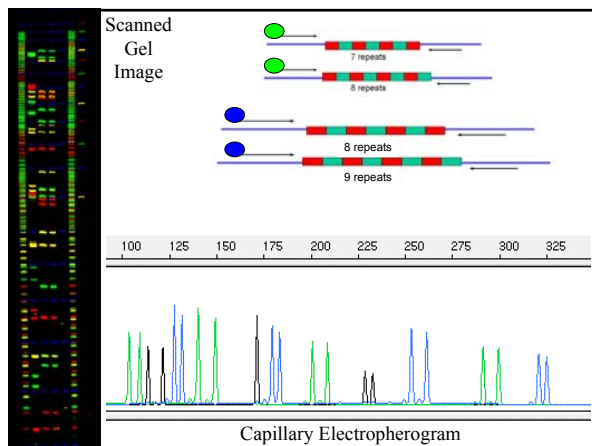 Scanned
Gel
Image
7 repeats
8 repeats
8 repeats
9 repeats
100 125 150 175 200 225 250 275 300 325
Capillary Electropherogram